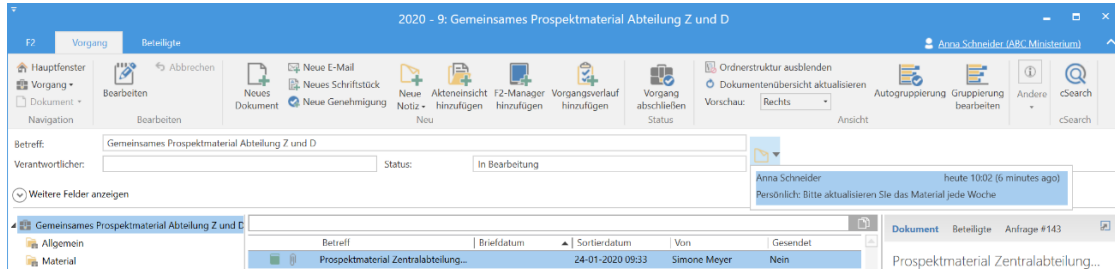 2020 - 9: Gemeinsames Prospektmaterial Abteilung Z und D
F2 Vorgang Beteiligte Anna Schneider (ABC Ministerium)
Hauptfenster
Vorgang
Dokument
Navigation
Bearbeiten
Abbrechen
Bearbeiten
Neues Dokument
Neue E-Mail
Neues Schriftstück
Neue Genehmigung
Neue Notiz
Akteneinsicht hinzufügen
F2-Manager hinzufügen
Vorgangsverlauf hinzufügen
Neu
Vorgang abschließen
Status
Ordnerstruktur ausblenden
Dokumentenübersicht aktualisieren
Vorschau: Rechts
Autogruppierung
Gruppierung bearbeiten
Ansicht
Andere
cSearch
cSearch
Betreff: Gemeinsames Prospektmaterial Abteilung Z und D
Verantwortlicher: Status: In Bearbeitung
Anna Schneider heute 10:02 (6 minutes ago)
Persönlich: Bitte aktualisieren SIe das Material jede Woche
Weitere Felder anzeigen
Gemeinsames Prospektmaterial Abteilung Z und D
Allgemein
Material
Betreff Briefdatum Sortierdatum Von Gesendet
Prospektmaterial Zentralabteilung... 24-01-2020 09:33 Simone Meyer Nein
Dokument Beteiligte Anfrage #143
Prospektmaterial Zentralabteilung...